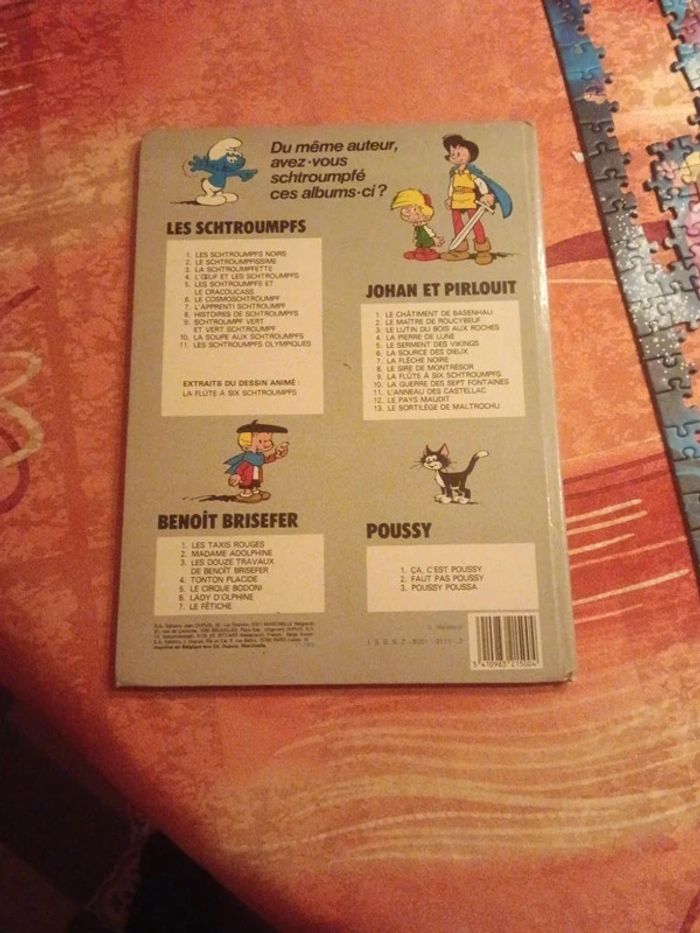 Du même auteur,
avez-vous
schtroumpfé
ces albums-ci ?
LES SCHTROUMPFS
1. LES SCHTROUMPFS NOIRS
2. LE SCHTROUMPFISSIME
3. LA SCHTROUMPFETTE
4. L'ŒUF ET LES SCHTROUMPFS
5. LES SCHTROUMPFS ET
LE CRACOUCASS
6. LE COSMOSCHTROUMPF
7. L'APPRENTI SCHTROUMPF
8. HISTOIRES DE SCHTROUMPFS
9. SCHTROUMPF VERT
ET VERT SCHTROUMPF
10. LA SOUPE AUX SCHTROUMPFS
11. LES SCHTROUMPFS OLYMPIQUES
EXTRAITS DU DESSIN ANIMÉ :
LA FLÛTE À SIX SCHTROUMPFS
JOHAN ET PIRLOUIT
1. LE CHÂTIMENT DE BASENHAU
2. LE MAÎTRE DE ROUCYBEUF
3. LE LUTIN DU BOIS AUX ROCHES
4. LA PIERRE DE LUNE
5. LE SERMENT DES VIKINGS
6. LA SOURCE DES DIEUX
7. LA FLÈCHE NOIRE
8. LE SIRE DE MONTRÉSOR
9. LA FLÛTE À SIX SCHTROUMPFS
10. LA GUERRE DES SEPT FONTAINES
11. L'ANNEAU DES CASTELLAC
12. LE PAYS MAUDIT
13. LE SORTILÈGE DE MALTROCHU
BENOÎT BRISEFER
1. LES TAXIS ROUGES
2. MADAME ADOLPHINE
3. LES DOUZE TRAVAUX
DE BENOÎT BRISEFER
4. TONTON PLACIDE
5. LE CIRQUE BODONI
6. LADY D'OLPHINE
7. LE FÉTICHE
POUSSY
1. ÇA, C'EST POUSSY
2. FAUT PAS POUSSY
3. POUSSY POUSSA
Imprimé en Belgique
5 410983 215004